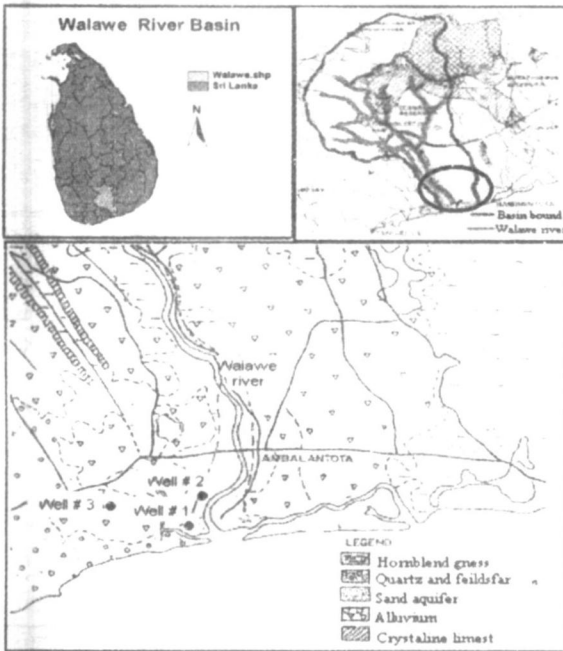 Walawe River Basin
Walawe.shp
Sri Lanka
N
Basin bound
Walawe river
Walawe
river
AMBALANTOTA
Well # 2
Well # 3
Well # 1
LEGEND
Hornblend gness
Quartz and feildsfar
Sand aquifer
Alluvium
Crystaline limest